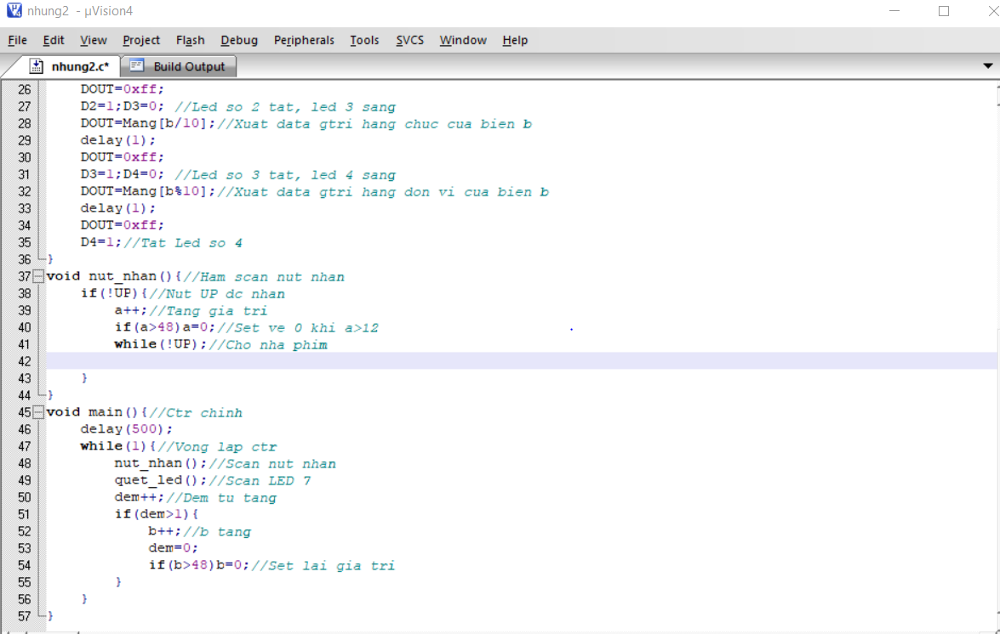 nhung2 - µVision4
File Edit View Project Flash Debug Peripherals Tools SVCS Window Help
nhung2.c* Build Output
26 DOUT=0xff;
27 D2=1;D3=0; //Led so 2 tat, led 3 sang
28 DOUT=Mang[b/10];//Xuat data gtri hang chuc cua bien b
29 delay(1);
30 DOUT=0xff;
31 D3=1;D4=0; //Led so 3 tat, led 4 sang
32 DOUT=Mang[b%10];//Xuat data gtri hang don vi cua bien b
33 delay(1);
34 DOUT=0xff;
35 D4=1;//Tat Led so 4
36 }
37 void nut_nhan(){//Ham scan nut nhan
38 if(!UP){//Nut UP dc nhan
39 a++;//Tang gia tri
40 if(a>48)a=0;//Set ve 0 khi a>12
41 while(!UP);//Cho nha phim
42
43 }
44 }
45 void main(){//Ctr chinh
46 delay(500);
47 while(1){//Vong lap ctr
48 nut_nhan();//Scan nut nhan
49 quet_led();//Scan LED 7
50 dem++;//Dem tu tang
51 if(dem>1){
52 b++;//b tang
53 dem=0;
54 if(b>48)b=0;//Set lai gia tri
55 }
56 }
57 }